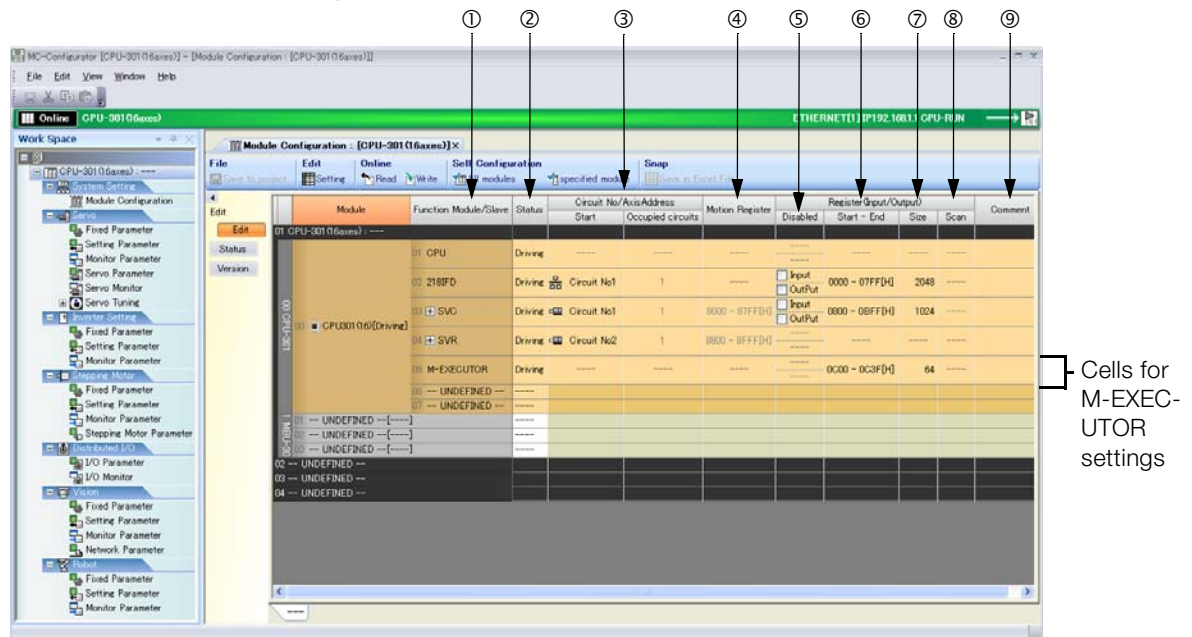 ① ② ③ ④ ⑤ ⑥ ⑦ ⑧ ⑨
MC-Configurator [CPU-301(16axes)] - [Module Configuration : [CPU-301(16axes)]]
File Edit View Window Help
Online CPU-301(16axes) ETHERNET[1] IP192.168.1.1 CPU-RUN
Work Space
CPU-301(16axes) : ----
System Setting
Module Configuration
Servo
Fixed Parameter
Setting Parameter
Monitor Parameter
Servo Parameter
Servo Monitor
Servo Tuning
Inverter Setting
Fixed Parameter
Setting Parameter
Monitor Parameter
Stepping Motor
Fixed Parameter
Setting Parameter
Monitor Parameter
Stepping Motor Parameter
Distributed I/O
I/O Parameter
I/O Monitor
Vision
Fixed Parameter
Setting Parameter
Monitor Parameter
Network Parameter
Robot
Fixed Parameter
Setting Parameter
Monitor Parameter
Module Configuration : [CPU-301(16axes)]
File Edit Online Self Configuration Snap
Save to project Setting Read Write All modules specified module Save in Excel File
Edit
Edit
Status
Version
Module Function Module/Slave Status Circuit No/AxisAddress Motion Register Register(Input/Output) Comment
Start Occupied circuits Disabled Start - End Size Scan
01 CPU-301(16axes) : ----
00 CPU-301
00 CPU301(16)[Driving]
01 CPU Driving ---- ---- ---- ---- ---- ---- ---- ----
02 218IFD Driving Circuit No1 1 ---- Input OutPut 0000 - 07FF[H] 2048 ----
03 SVC Driving Circuit No1 1 8000 - 87FF[H] Input OutPut 0800 - 0BFF[H] 1024 ----
04 SVR Driving Circuit No2 1 8800 - 8FFF[H] ---- ---- ---- ---- ----
05 M-EXECUTOR Driving ---- ---- ---- ---- ---- 0C00 - 0C3F[H] 64 ----
06 -- UNDEFINED -- ----
07 -- UNDEFINED -- ----
01 -- UNDEFINED --[----] ----
02 -- UNDEFINED --[----] ----
03 -- UNDEFINED --[----] ----
02 -- UNDEFINED --
03 -- UNDEFINED --
04 -- UNDEFINED --
----
Cells for
M-EXEC-
UTOR
settings